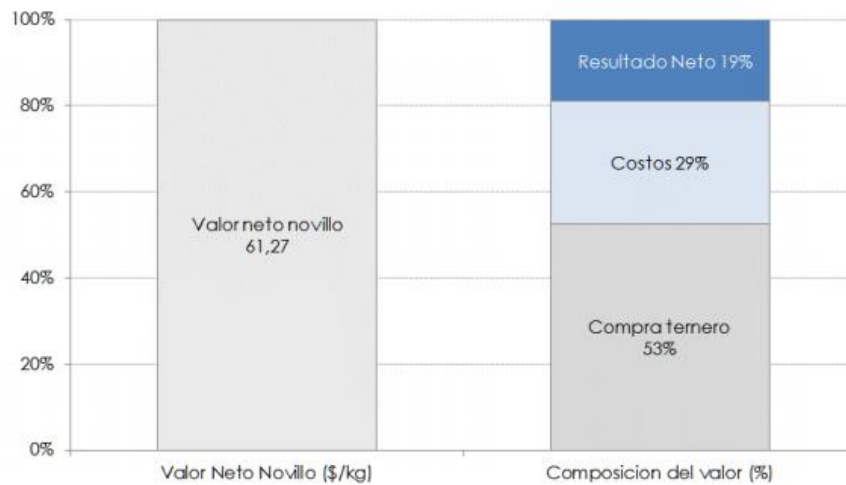 100%
80%
60%
40%
20%
0%
Valor neto novillo
61,27
Resultado Neto 19%
Costos 29%
Compra ternero
53%
Valor Neto Novillo ($/kg)
Composicion del valor (%)